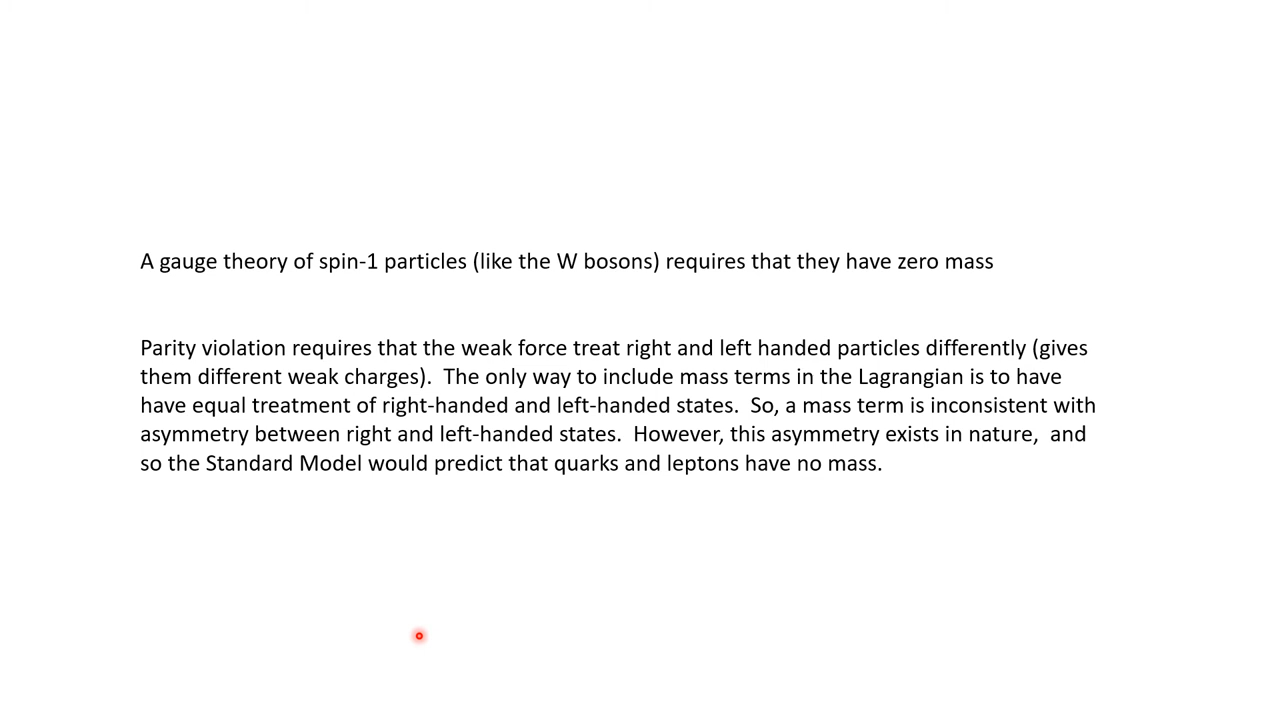 A gauge theory of spin-1 particles (like the W bosons) requires that they have zero mass
Parity violation requires that the weak force treat right and left handed particles differently (gives
them different weak charges).  The only way to include mass terms in the Lagrangian is to have
have equal treatment of right-handed and left-handed states.  So, a mass term is inconsistent with
asymmetry between right and left-handed states.  However, this asymmetry exists in nature,  and
so the Standard Model would predict that quarks and leptons have no mass.